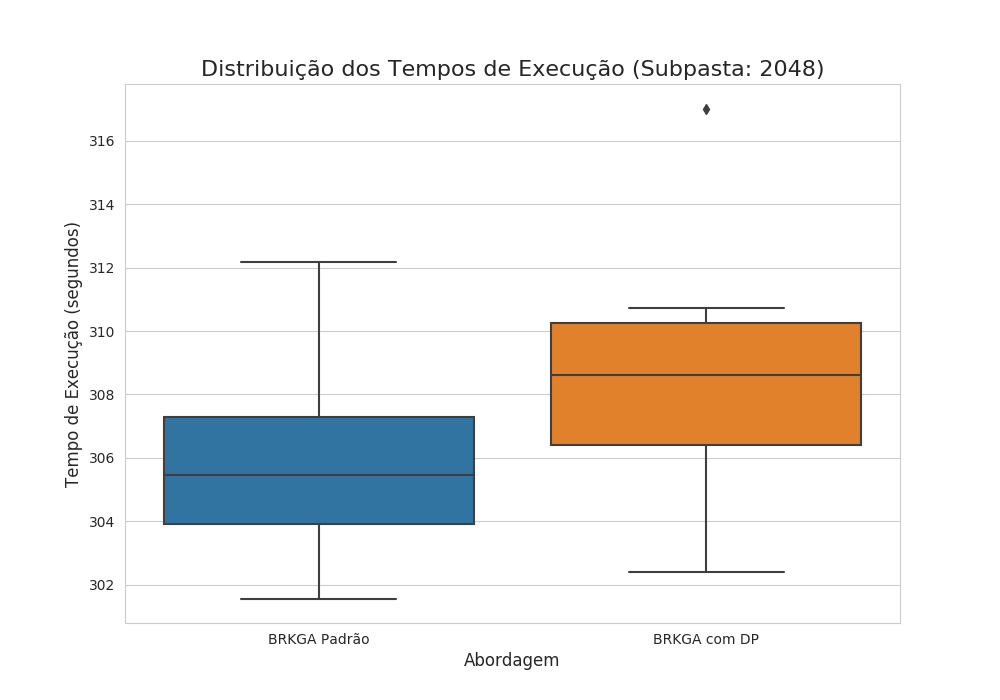 Distribuição dos Tempos de Execução (Subpasta: 2048)
Tempo de Execução (segundos)
316
314
312
310
308
306
304
302
BRKGA Padrão
BRKGA com DP
Abordagem